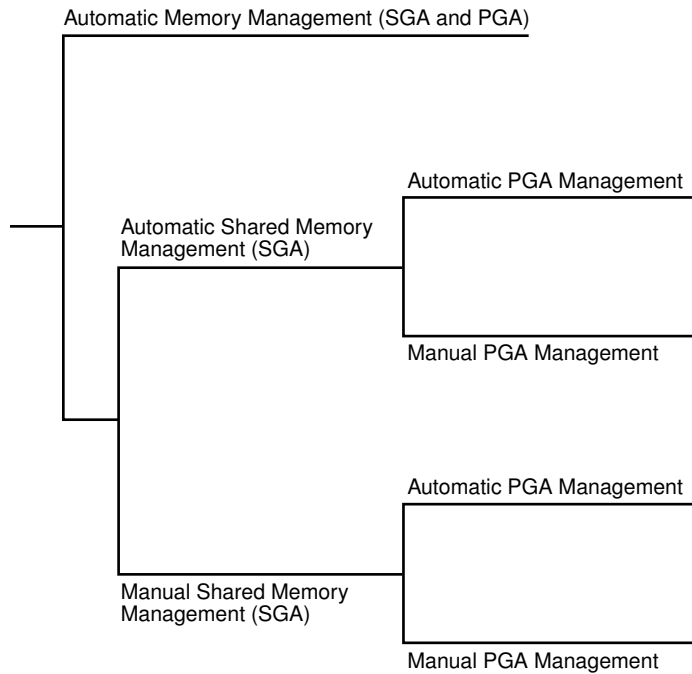 Automatic Memory Management (SGA and PGA)
Automatic PGA Management
Automatic Shared Memory
Management (SGA)
Manual PGA Management
Automatic PGA Management
Manual Shared Memory
Management (SGA)
Manual PGA Management